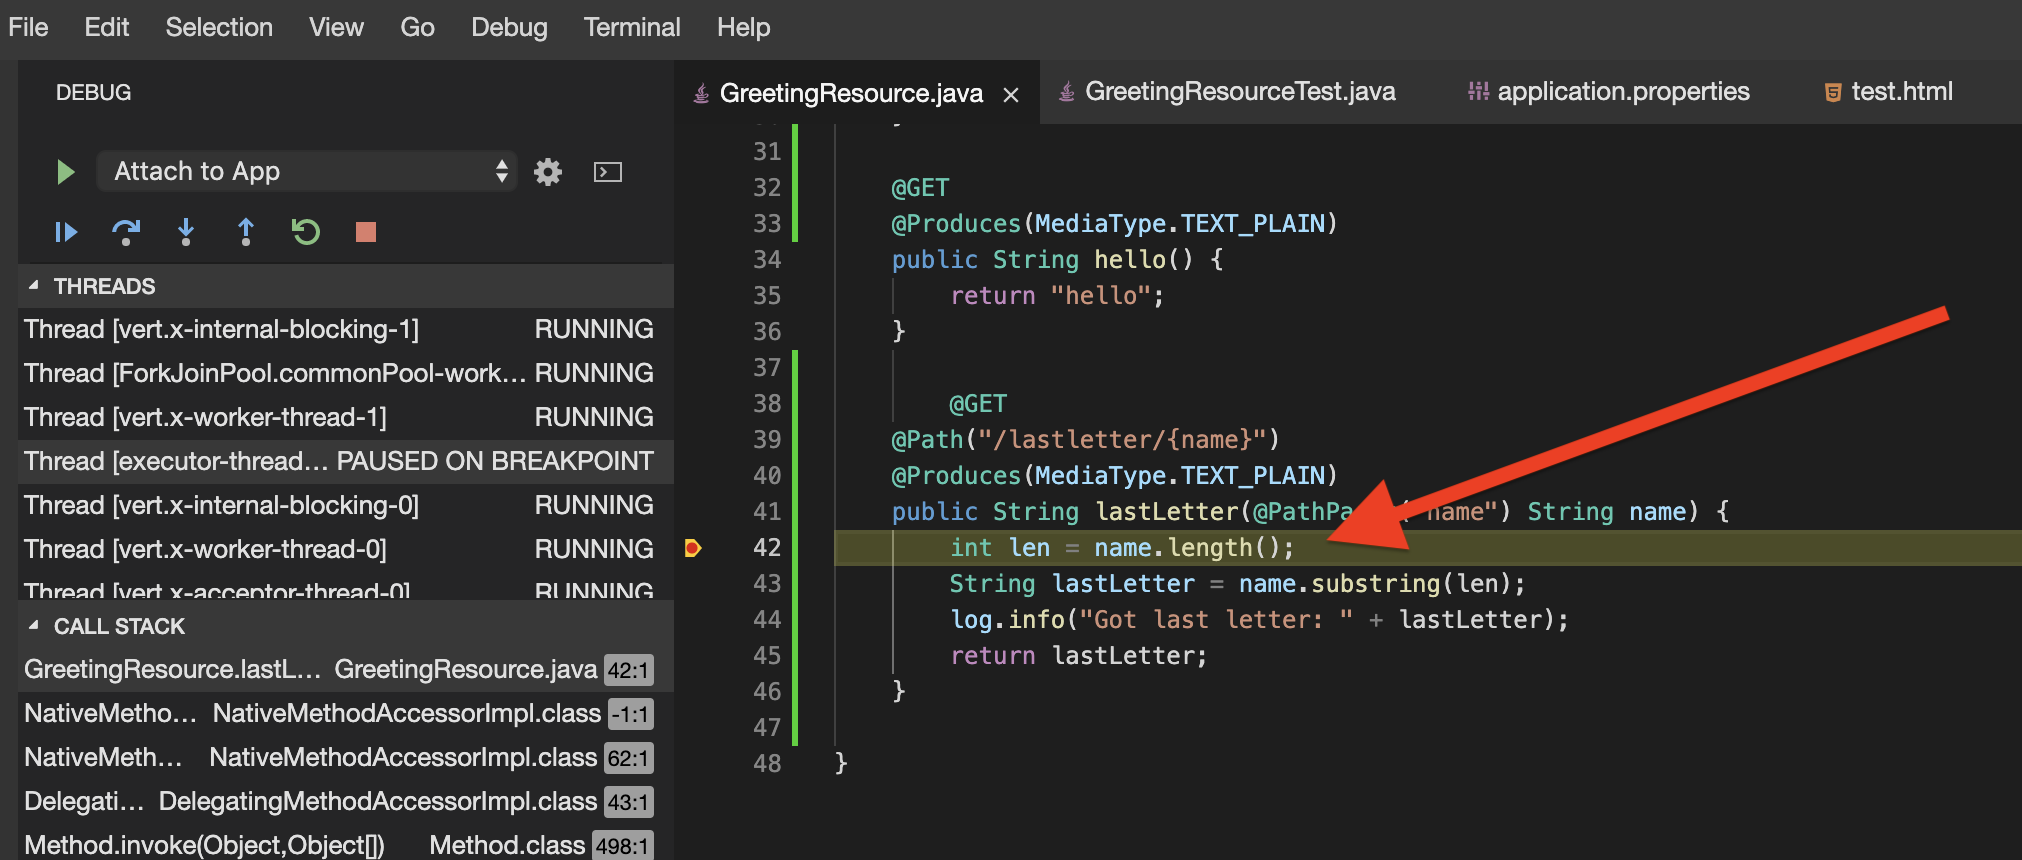 File Edit Selection View Go Debug Terminal Help
DEBUG
Attach to App
THREADS
Thread [vert.x-internal-blocking-1] RUNNING
Thread [ForkJoinPool.commonPool-work... RUNNING
Thread [vert.x-worker-thread-1] RUNNING
Thread [executor-thread... PAUSED ON BREAKPOINT
Thread [vert.x-internal-blocking-0] RUNNING
Thread [vert.x-worker-thread-0] RUNNING
Thread [vert.x-acceptor-thread-0] RUNNING
CALL STACK
GreetingResource.lastL... GreetingResource.java 42:1
NativeMetho... NativeMethodAccessorImpl.class -1:1
NativeMeth... NativeMethodAccessorImpl.class 62:1
Delegati... DelegatingMethodAccessorImpl.class 43:1
Method.invoke(Object,Object[]) Method.class 498:1
GreetingResource.java × GreetingResourceTest.java application.properties test.html
31
32 @GET
33 @Produces(MediaType.TEXT_PLAIN)
34 public String hello() {
35 return "hello";
36 }
37
38 @GET
39 @Path("/lastletter/{name}")
40 @Produces(MediaType.TEXT_PLAIN)
41 public String lastLetter(@PathPa ("name") String name) {
42 int len = name.length();
43 String lastLetter = name.substring(len);
44 log.info("Got last letter: " + lastLetter);
45 return lastLetter;
46 }
47
48 }